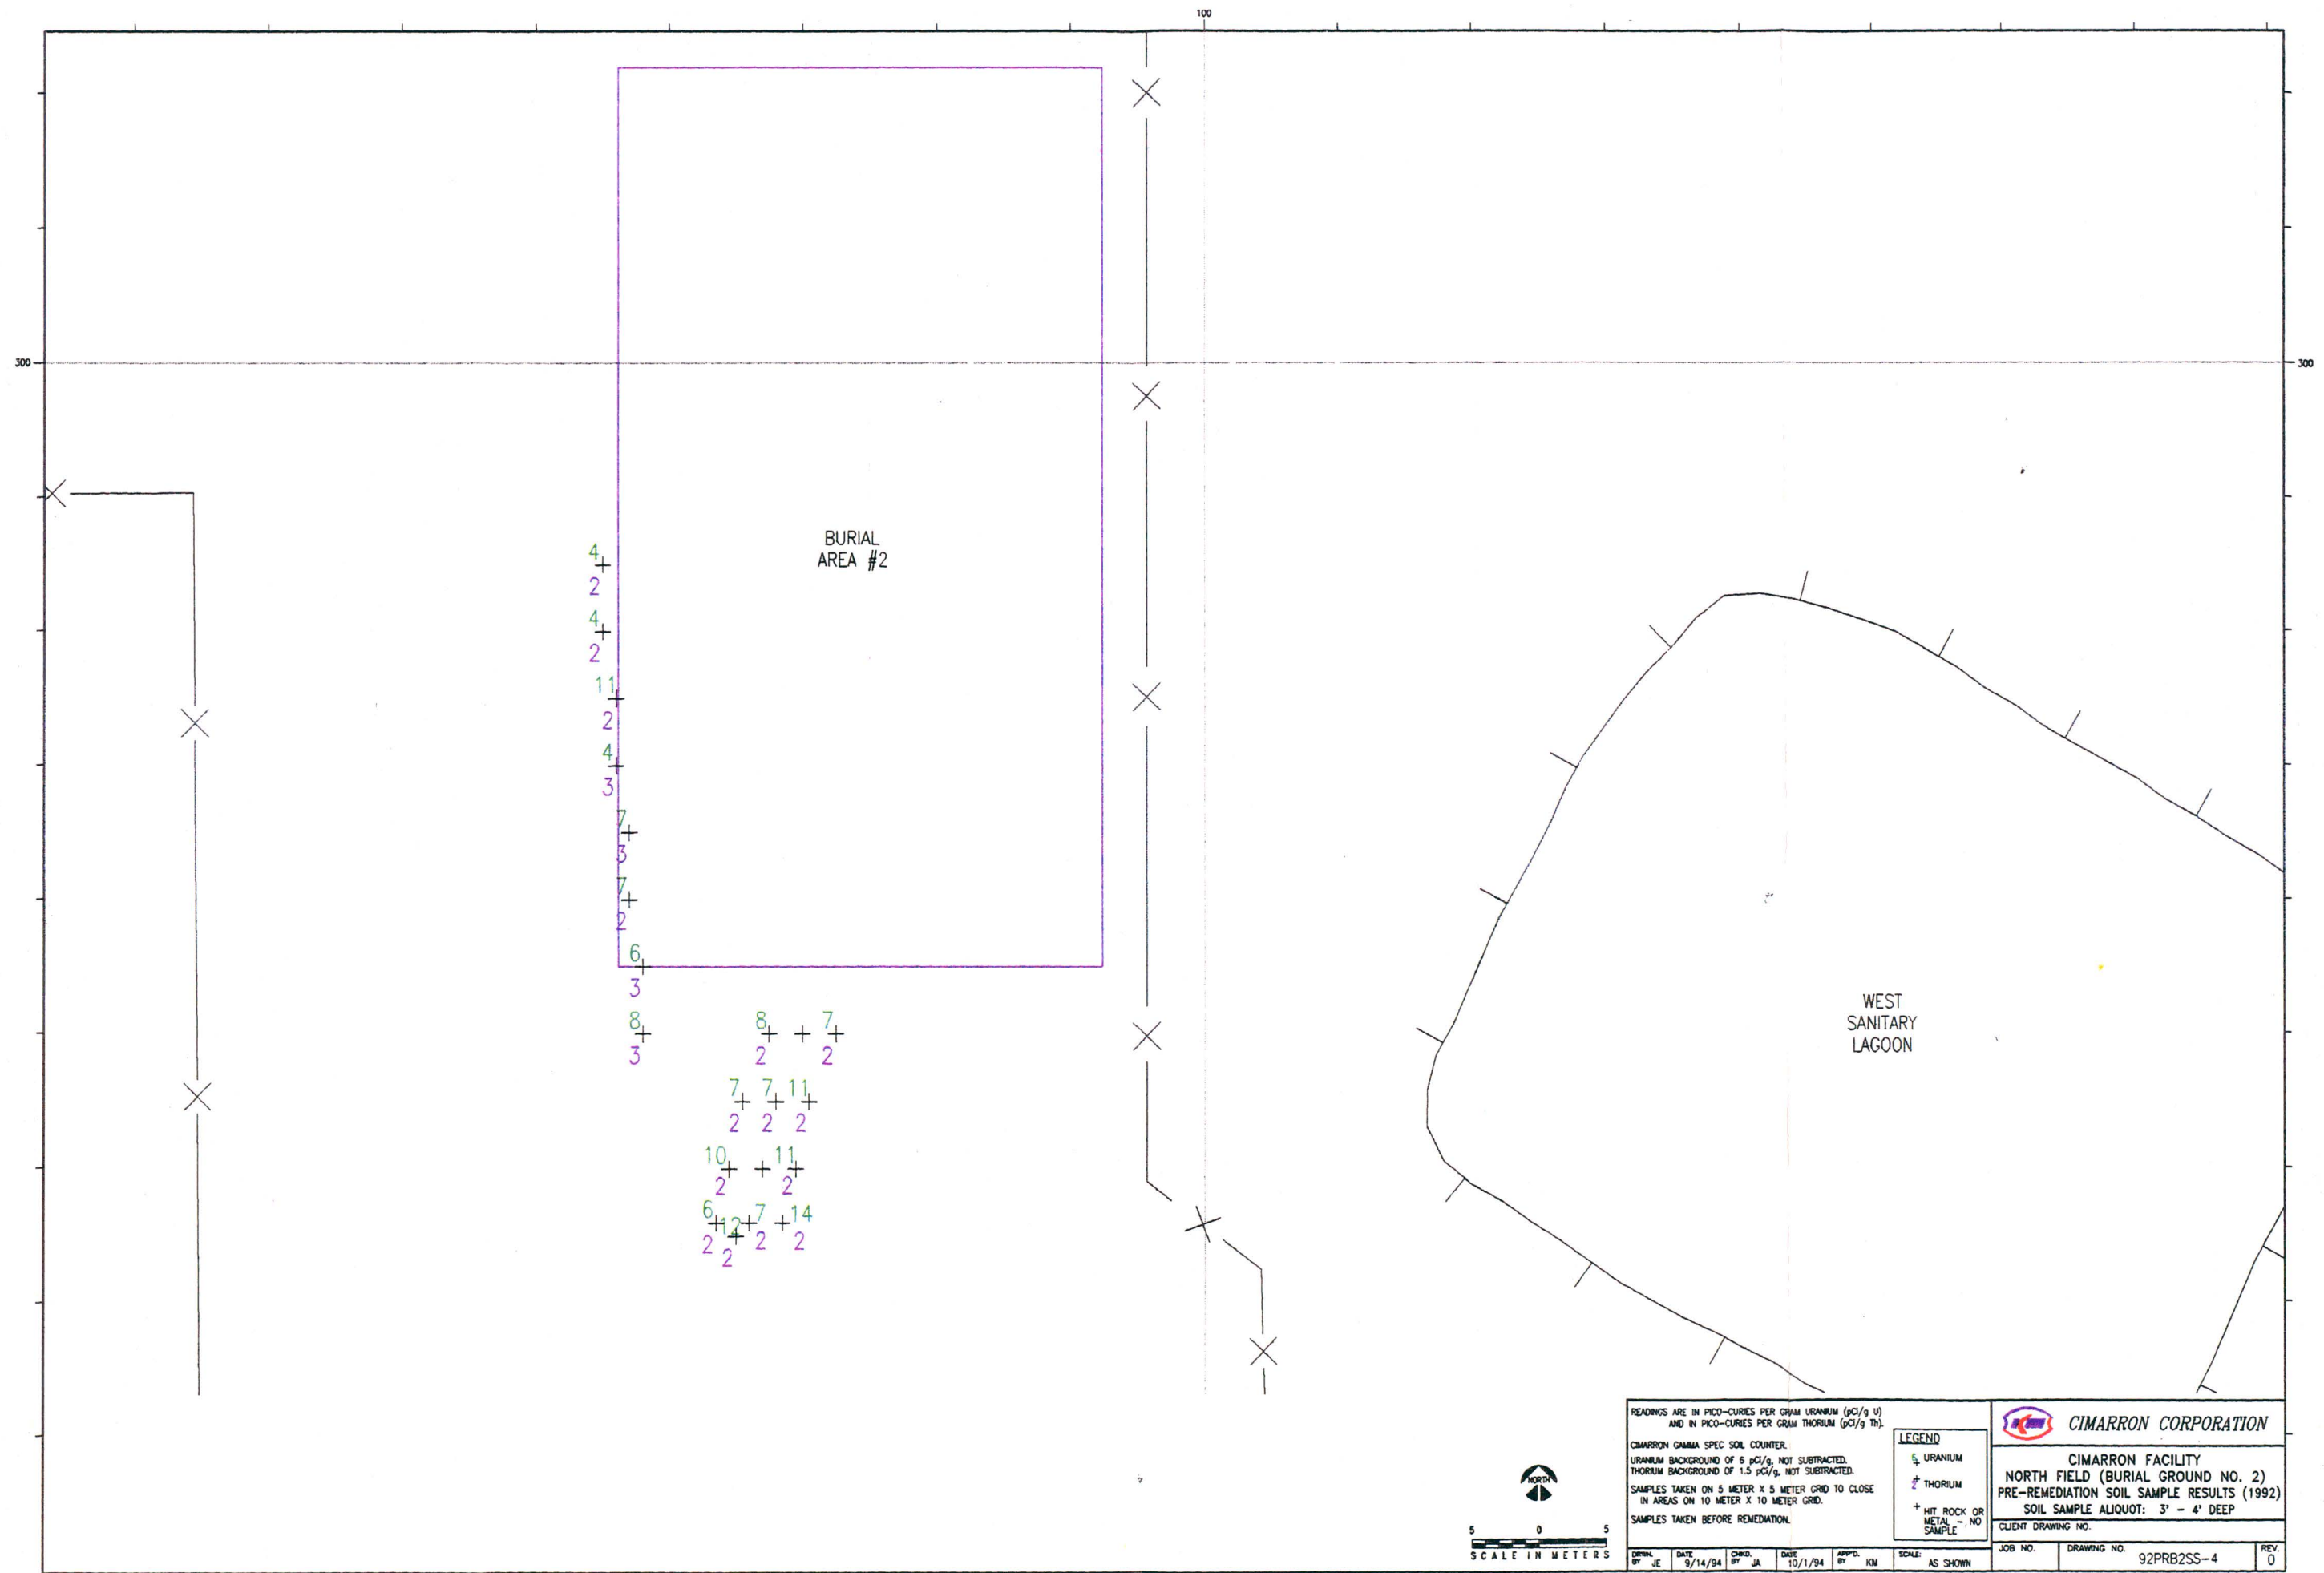 100
300
300
BURIAL
AREA #2
4
2
4
2
11
2
4
3
7
3
7
2
6
3
8 8 7
3 2 2
7 7 11
2 2 2
10 11
2 2
6 12 7 14
2 2 2 2
WEST
SANITARY
LAGOON
NORTH
5 0 5
SCALE IN METERS
READINGS ARE IN PICO-CURIES PER GRAM URANIUM (pCi/g U)
AND IN PICO-CURIES PER GRAM THORIUM (pCi/g Th).
CIMARRON GAMMA SPEC SOIL COUNTER.
URANIUM BACKGROUND OF 6 pCi/g, NOT SUBTRACTED.
THORIUM BACKGROUND OF 1.5 pCi/g, NOT SUBTRACTED.
SAMPLES TAKEN ON 5 METER X 5 METER GRID TO CLOSE
IN AREAS ON 10 METER X 10 METER GRID.
SAMPLES TAKEN BEFORE REMEDIATION.
LEGEND
6 URANIUM
2 THORIUM
HIT ROCK OR
METAL - NO
SAMPLE
CIMARRON CORPORATION
CIMARRON FACILITY
NORTH FIELD (BURIAL GROUND NO. 2)
PRE-REMEDIATION SOIL SAMPLE RESULTS (1992)
SOIL SAMPLE ALIQUOT: 3' - 4' DEEP
CLIENT DRAWING NO.
JOB NO. DRAWING NO. 92PRB2SS-4 REV. 0
DRWN. BY JE DATE 9/14/94 CHKD. BY JA DATE 10/1/94 APP'D. BY KM SCALE: AS SHOWN